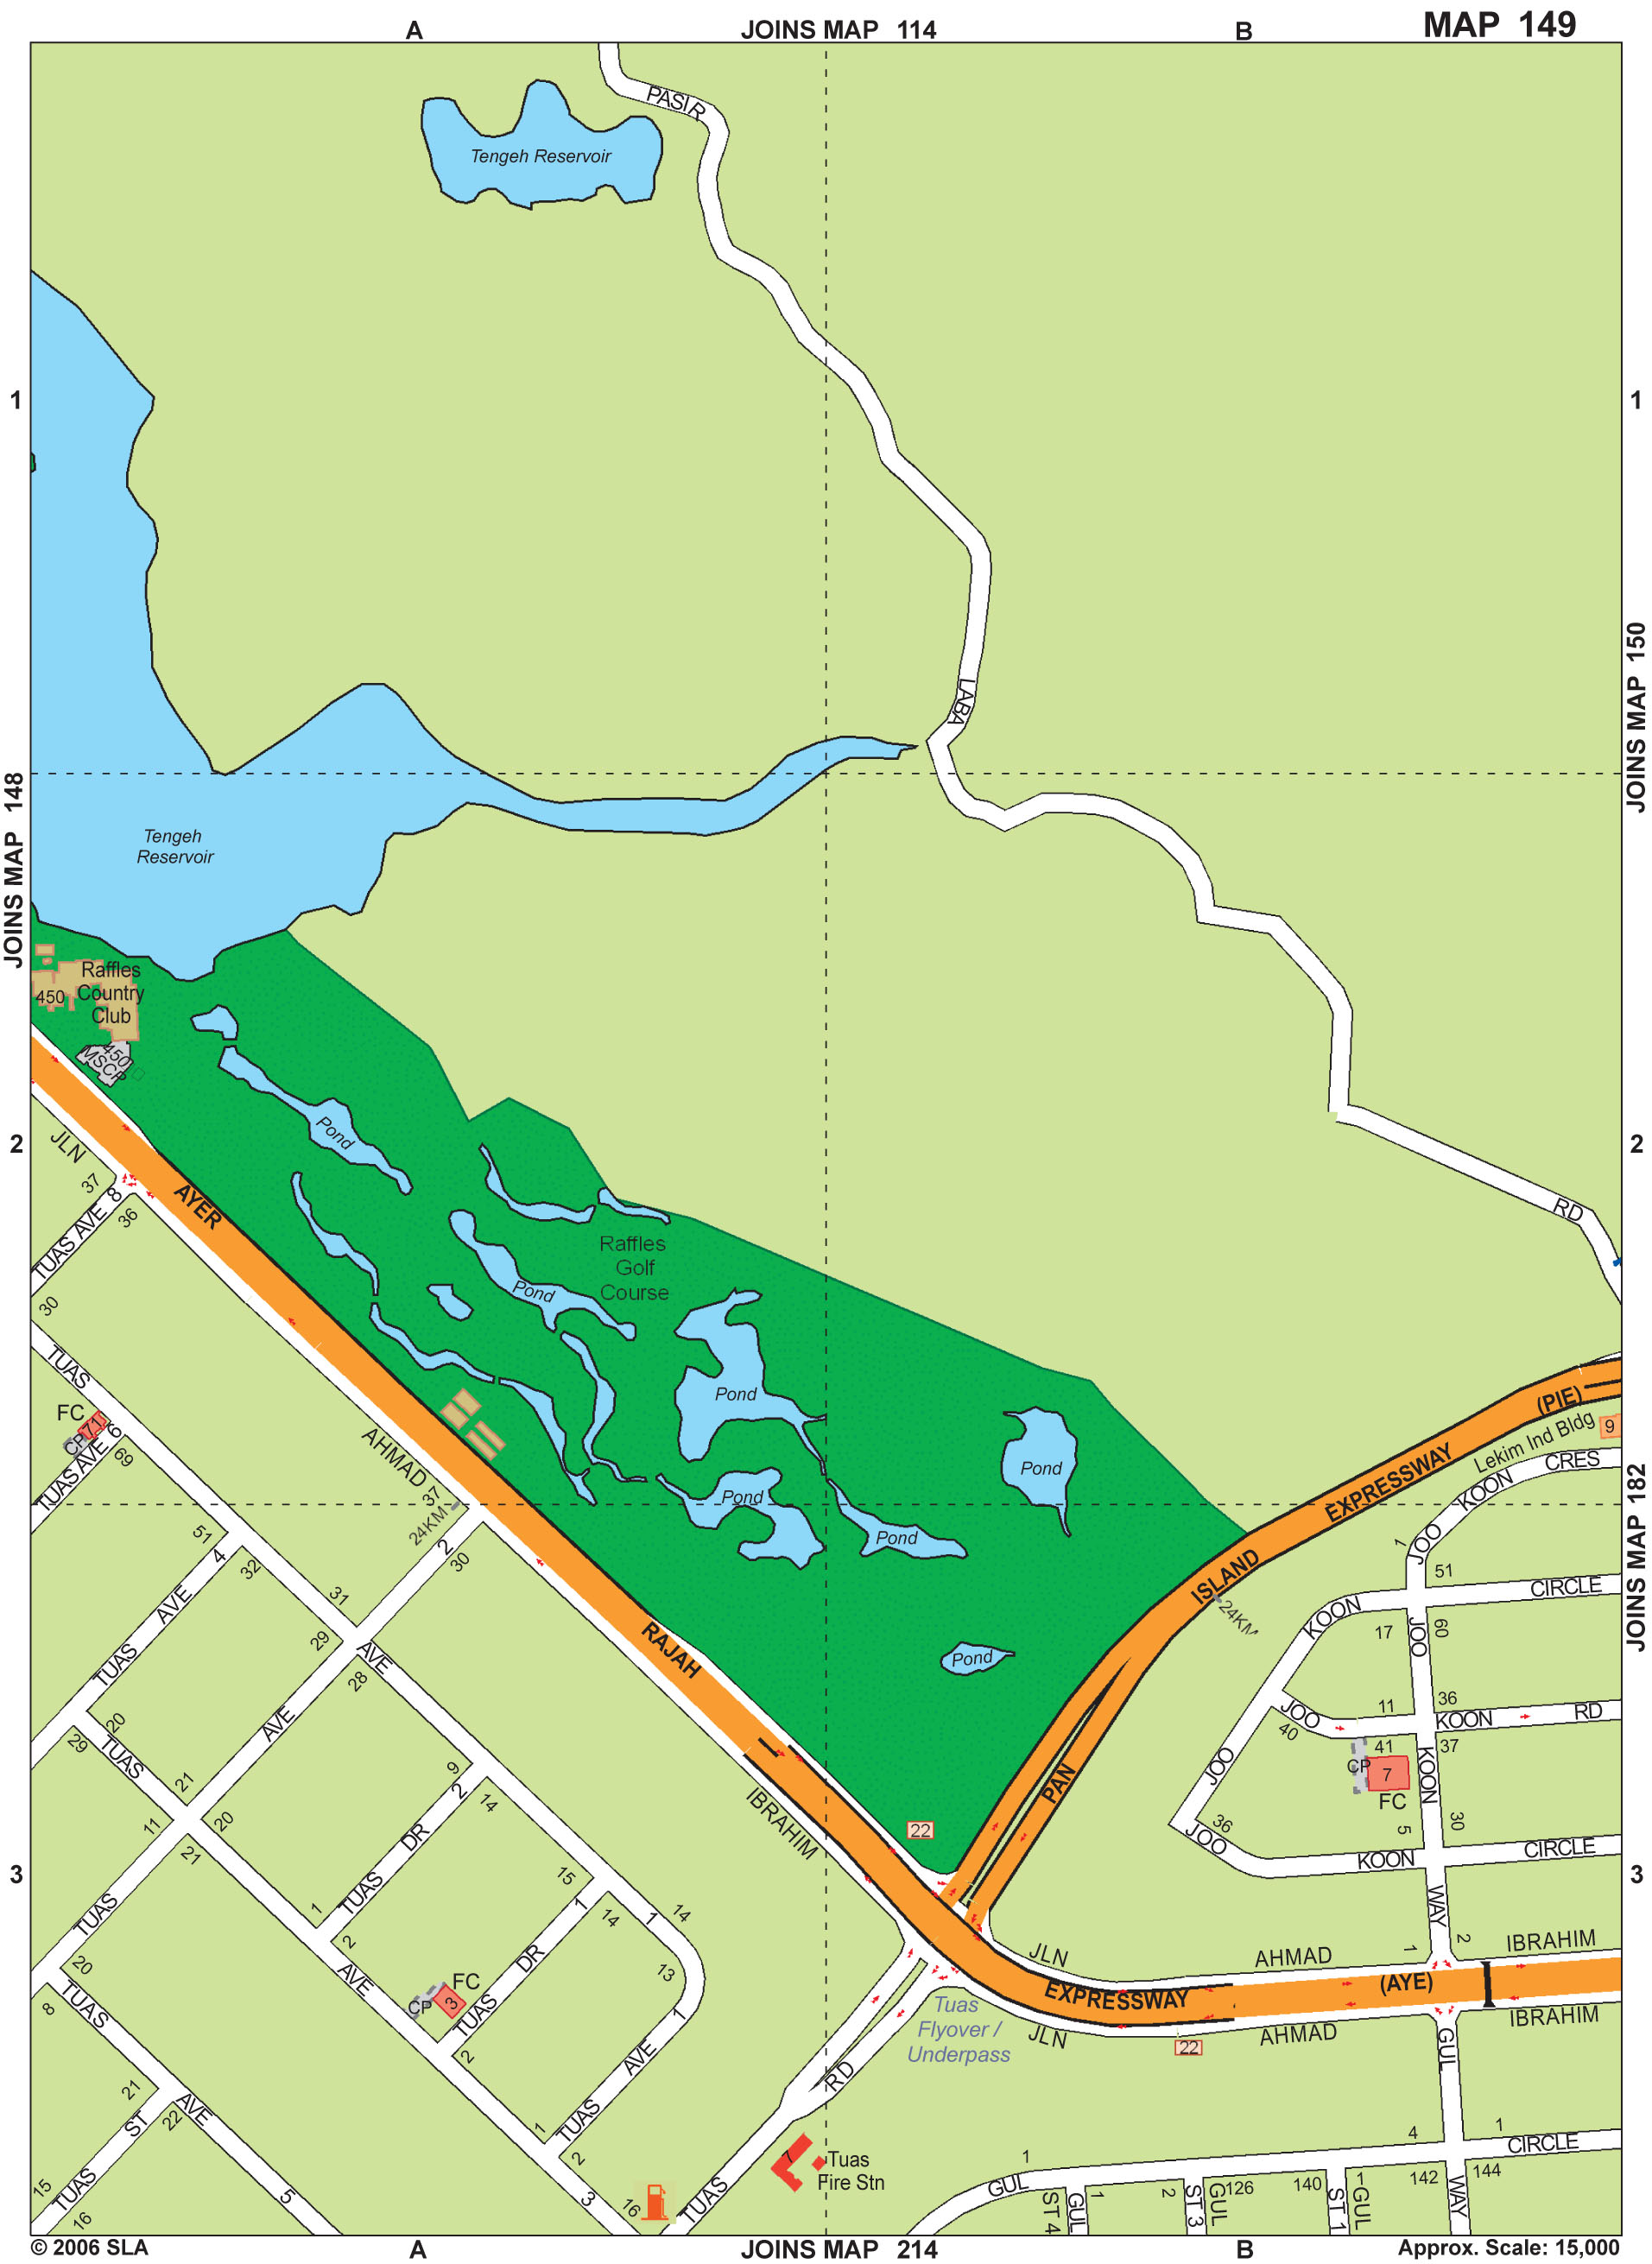 A
JOINS MAP 114
B
MAP 149
PASIR
Tengeh Reservoir
1
1
LABA
JOINS MAP 150
JOINS MAP 148
Tengeh
Reservoir
Raffles
Country
Club
450
450
MSCP
JLN
2
2
Pond
37
TUAS AVE 8
36
AYER
RD
30
Raffles
Golf
Course
Pond
TUAS
FC
71
CP
TUAS AVE 6
69
Pond
(PIE)
Lekim Ind Bldg
9
AHMAD
37
24KM
Pond
Pond
Pond
EXPRESSWAY
KOON
CRES
JOINS MAP 182
51
4
32
2
30
1
JOO
51
AVE
31
ISLAND
24KM
CIRCLE
KOON
17
JOO
60
TUAS
29
AVE
28
RAJAH
Pond
20
29
TUAS
AVE
21
11
20
21
JOO
40
11
36
KOON
RD
41
37
CP
7
FC
KOON
JOO
PAN
9
2
14
IBRAHIM
22
36
JOO
5
30
KOON
CIRCLE
3
3
DR
TUAS
1
2
15
1
14
1
14
WAY
TUAS
20
AVE
FC
3
CP
DR
TUAS
2
13
1
JLN
AHMAD
1
2
IBRAHIM
(AYE)
EXPRESSWAY
8
TUAS
Tuas
Flyover /
Underpass
JLN
22
AHMAD
IBRAHIM
GUL
AVE
TUAS
RD
21
ST
22
AVE
1
2
7
Tuas
Fire Stn
1
4
1
CIRCLE
15
TUAS
16
5
3
16
TUAS
GUL
ST 4
GUL
1
2
ST 3
GUL
126
140
ST 1
1
GUL
142
WAY
144
© 2006 SLA
A
JOINS MAP 214
B
Approx. Scale: 15,000